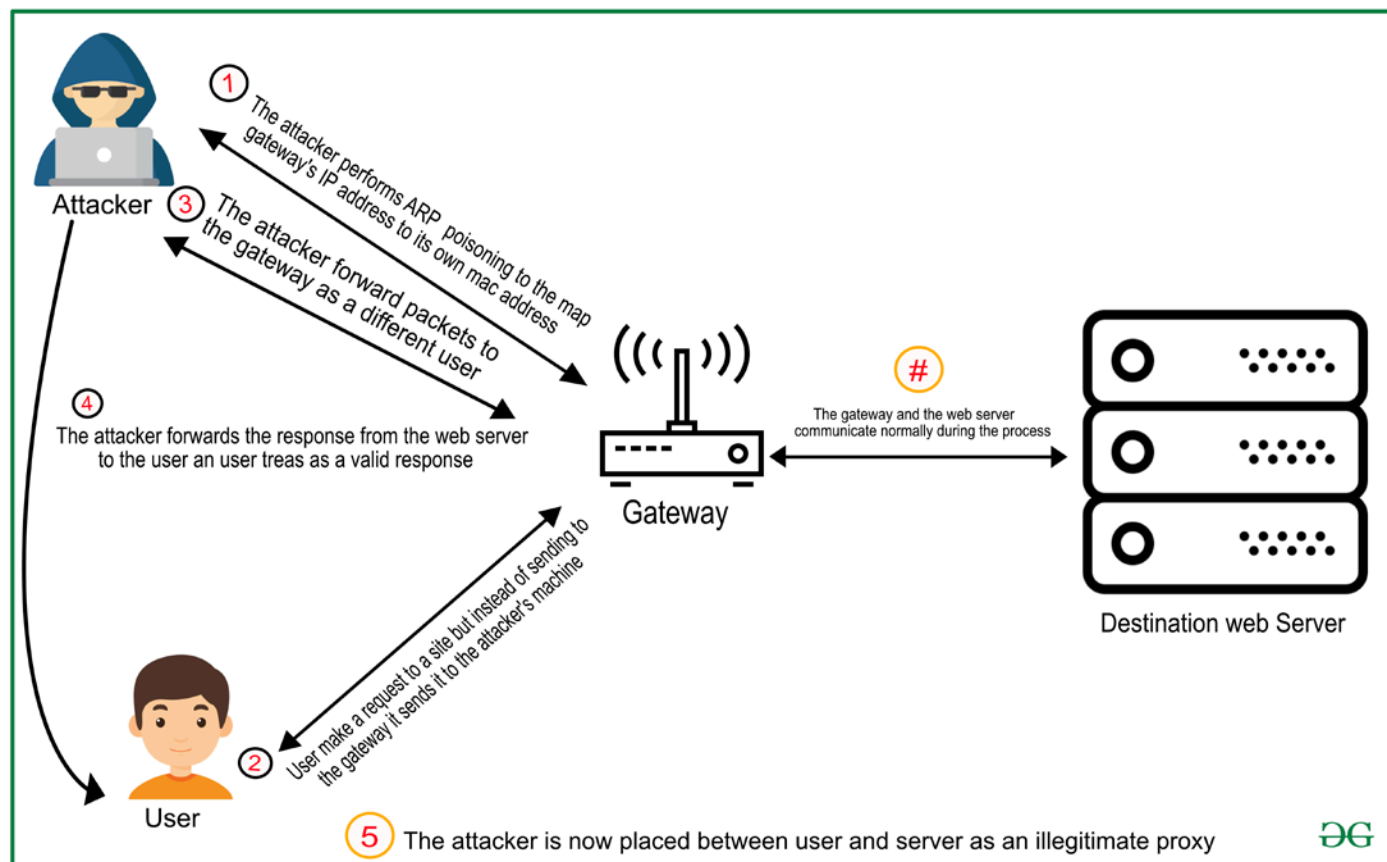 1
The attacker performs ARP poisoning to the map
gateway's IP address to its own mac address
Attacker
3
The attacker forward packets to
the gateway as a different user
4
The attacker forwards the response from the web server
to the user an user treas as a valid response
#
The gateway and the web server
communicate normally during the process
Gateway
Destination web Server
2
User make a request to a site but instead of sending to
the gateway it sends it to the attacker's machine
User
5
The attacker is now placed between user and server as an illegitimate proxy